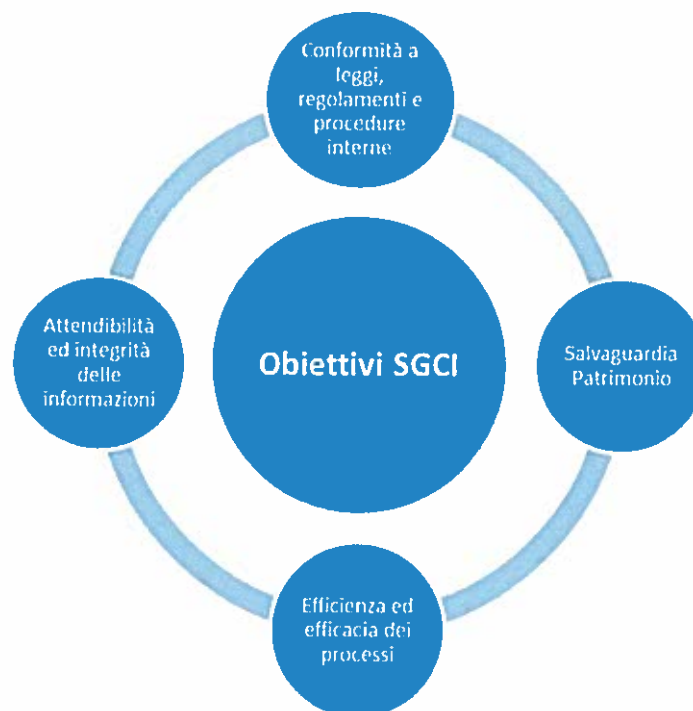 Conformità a
leggi,
regolamenti e
procedure
interne
Attendibilità
ed integrità
delle
informazioni
Obiettivi SGCI
Salvaguardia
Patrimonio
Efficienza ed
efficacia dei
processi